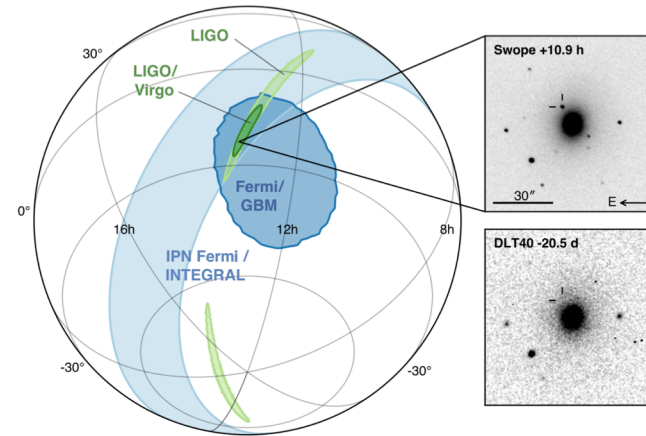 LIGO
LIGO/
Virgo
30°
Fermi/
GBM
0°
16h
12h
8h
IPN Fermi /
INTEGRAL
-30°
-30°
Swope +10.9 h
30"
E
DLT40 -20.5 d